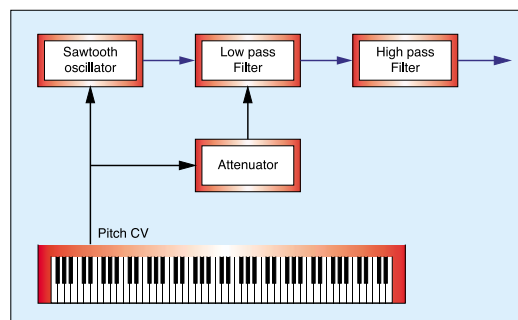 Sawtooth
oscillator
Low pass
Filter
High pass
Filter
Attenuator
Pitch CV